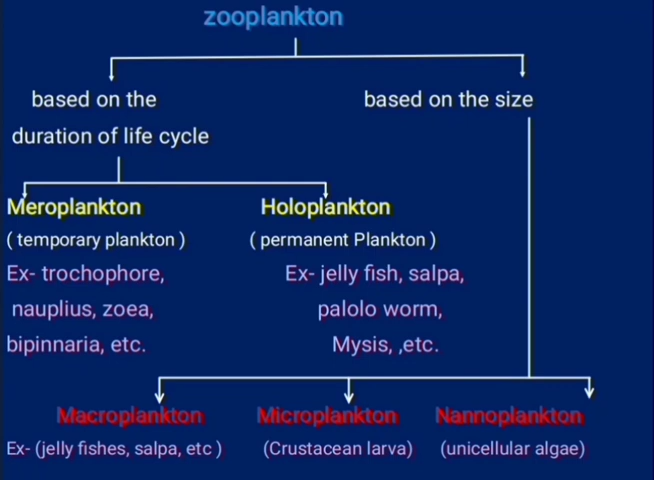 zooplankton
based on the
duration of life cycle
based on the size
Meroplankton
( temporary plankton )
Ex- trochophore,
nauplius, zoea,
bipinnaria, etc.
Holoplankton
( permanent Plankton )
Ex- jelly fish, salpa,
palolo worm,
Mysis, ,etc.
Macroplankton
Ex- (jelly fishes, salpa, etc )
Microplankton
(Crustacean larva)
Nannoplankton
(unicellular algae)